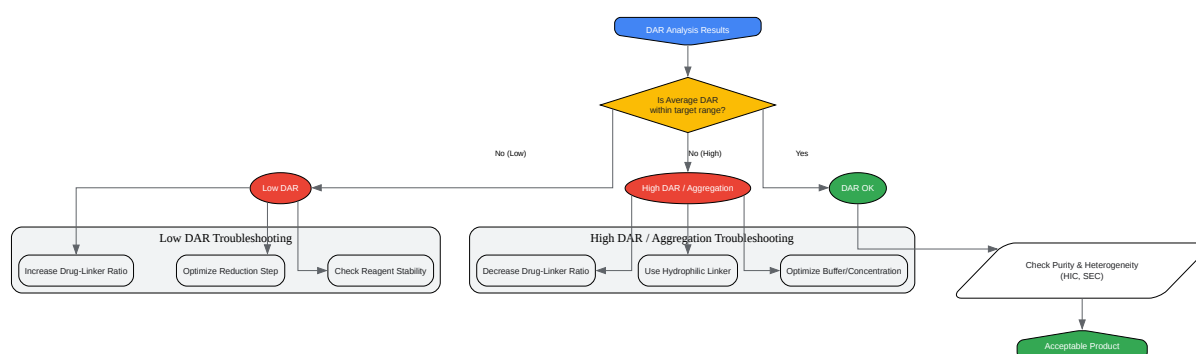 DAR Analysis Results
Is Average DAR
within target range?
No (Low)
No (High)
Yes
Low DAR
High DAR / Aggregation
DAR OK
Low DAR Troubleshooting
High DAR / Aggregation Troubleshooting
Increase Drug-Linker Ratio
Optimize Reduction Step
Check Reagent Stability
Decrease Drug-Linker Ratio
Use Hydrophilic Linker
Optimize Buffer/Concentration
Check Purity & Heterogeneity
(HIC, SEC)
Acceptable Product